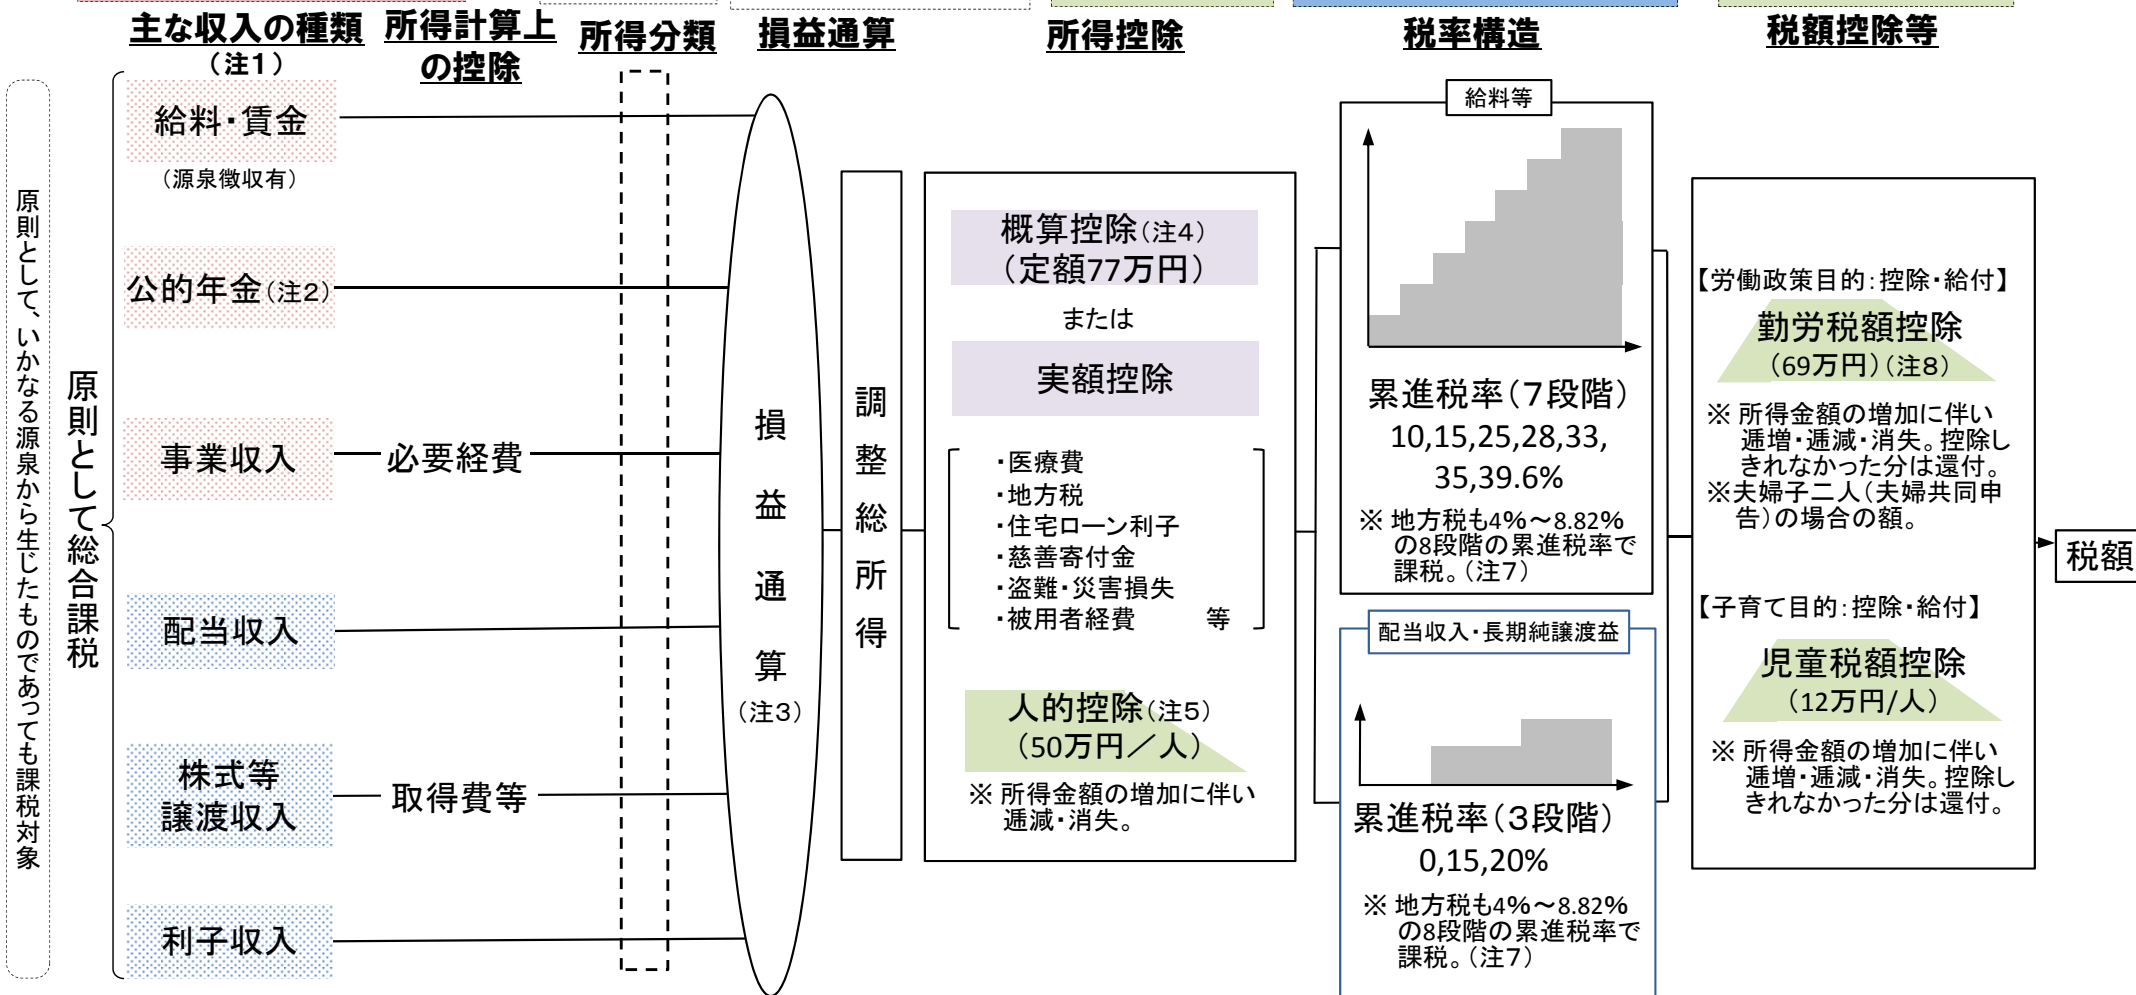 主な収入の種類
（注1）
所得計算上
の控除
所得分類
損益通算
所得控除
税率構造
税額控除等
原則として、いかなる源泉から生じたものであっても課税対象
原則として総合課税
給料・賃金
（源泉徴収有）
公的年金（注2）
事業収入
必要経費
配当収入
株式等
譲渡収入
取得費等
利子収入
損益通算
（注3）
調整総所得
概算控除（注4）
（定額77万円）
または
実額控除
・医療費
・地方税
・住宅ローン利子
・慈善寄付金
・盗難・災害損失
・被用者経費　　等
人的控除（注5）
（50万円／人）
※ 所得金額の増加に伴い
逓減・消失。
給料等
累進税率（7段階）
10,15,25,28,33,
35,39.6%
※ 地方税も4%～8.82%
の8段階の累進税率で
課税。（注7）
配当収入・長期純譲渡益
累進税率（3段階）
0,15,20%
※ 地方税も4%～8.82%
の8段階の累進税率で
課税。（注7）
【労働政策目的：控除・給付】
勤労税額控除
（69万円）（注8）
※ 所得金額の増加に伴い
逓増・逓減・消失。控除し
きれなかった分は還付。
※夫婦子二人（夫婦共同申
告）の場合の額。
【子育て目的：控除・給付】
児童税額控除
（12万円/人）
※ 所得金額の増加に伴い
逓増・逓減・消失。控除し
きれなかった分は還付。
税額